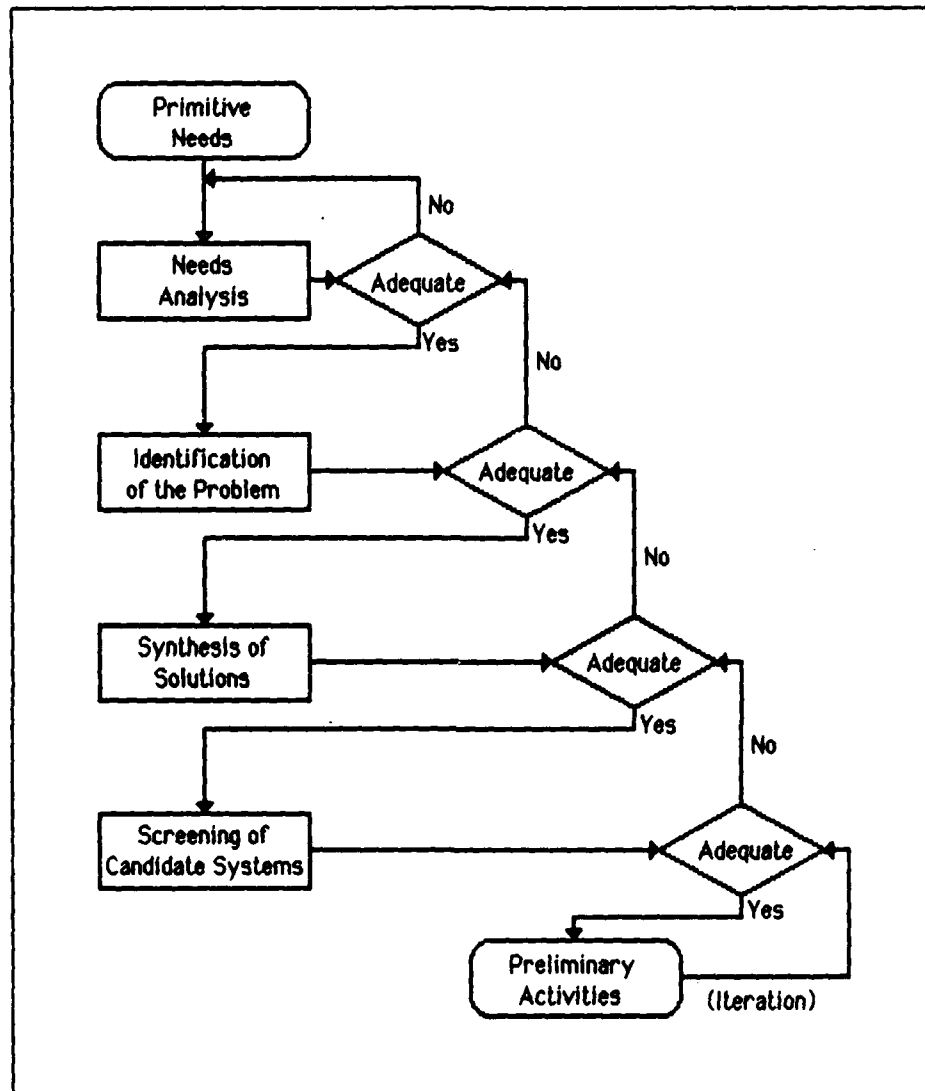 Primitive
Needs
No
Needs
Analysis
Adequate
Yes
No
Identification
of the Problem
Adequate
Yes
No
Synthesis of
Solutions
Adequate
Yes
No
Screening of
Candidate Systems
Adequate
Yes
Preliminary
Activities
(Iteration)